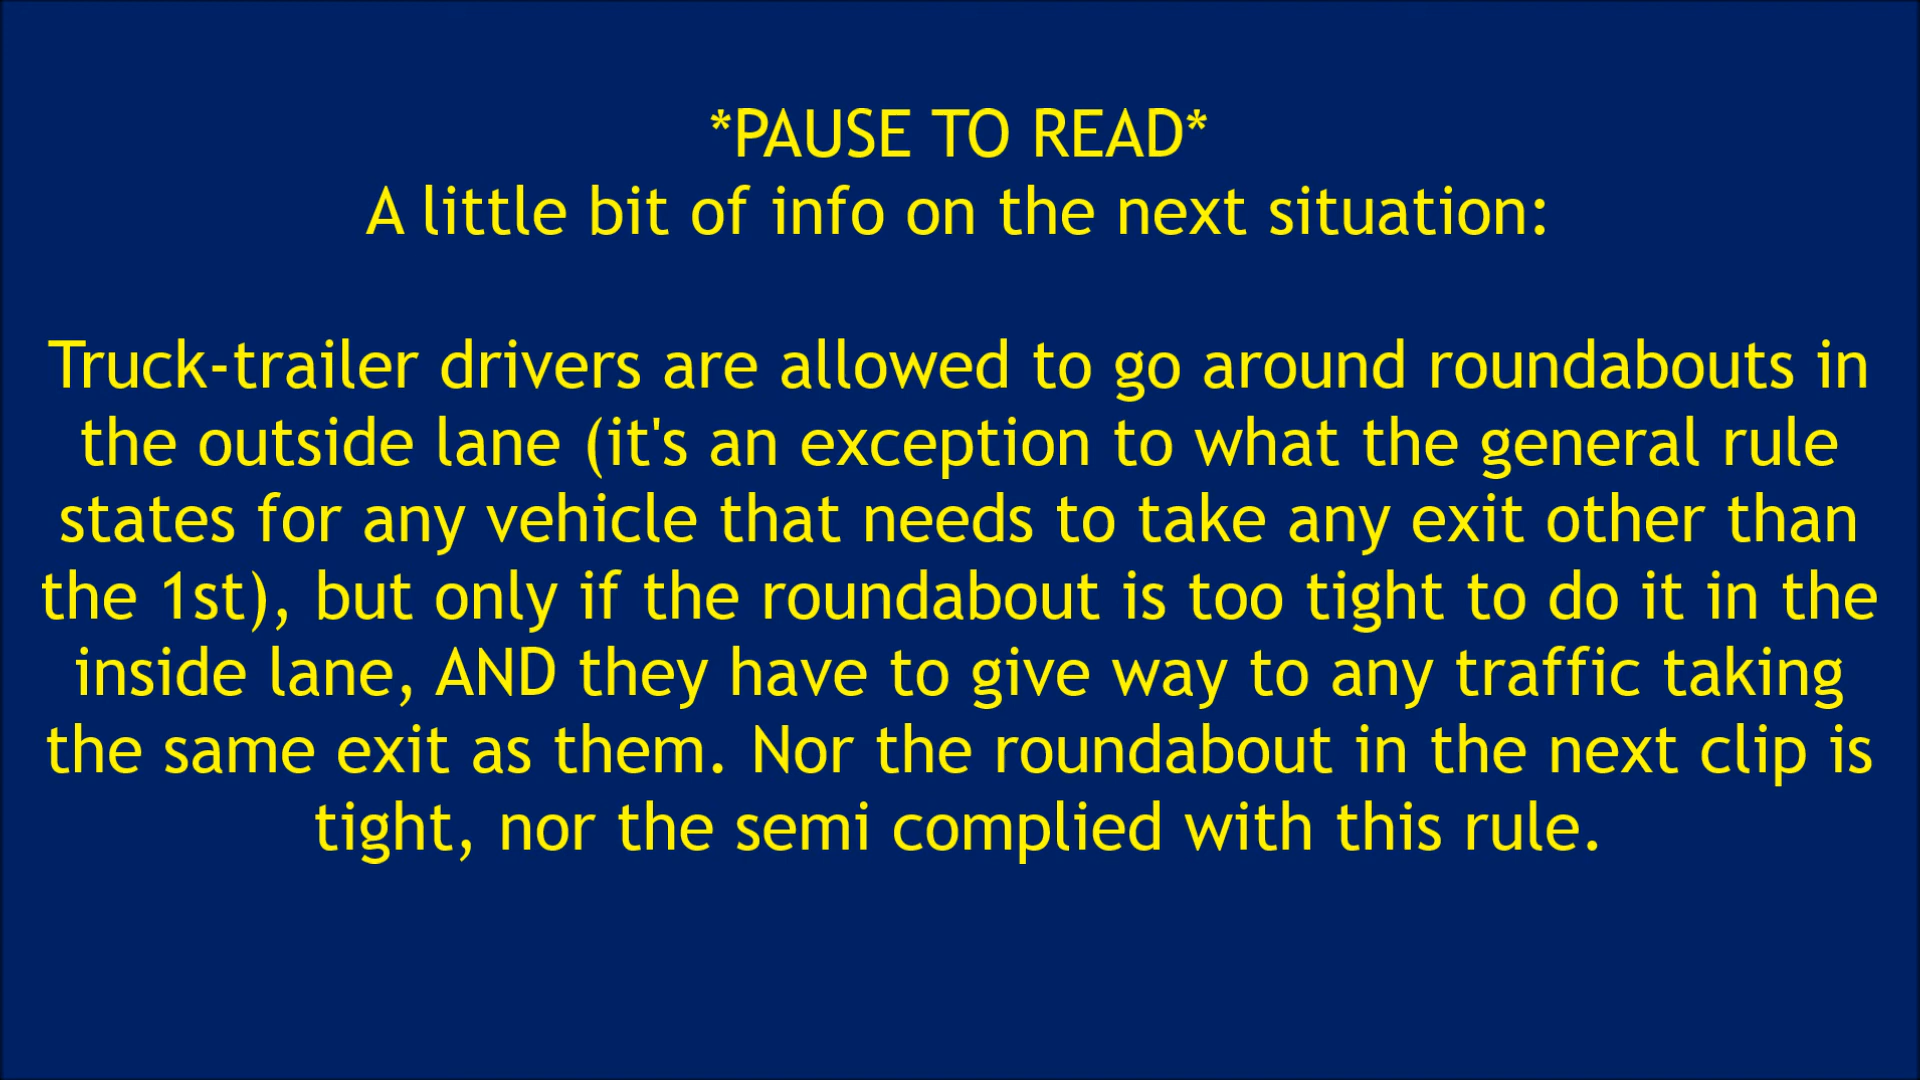 *PAUSE TO READ*
A little bit of info on the next situation:
Truck-trailer drivers are allowed to go around roundabouts in
the outside lane (it's an exception to what the general rule
states for any vehicle that needs to take any exit other than
the 1st), but only if the roundabout is too tight to do it in the
inside lane, AND they have to give way to any traffic taking
the same exit as them. Nor the roundabout in the next clip is
tight, nor the semi complied with this rule.